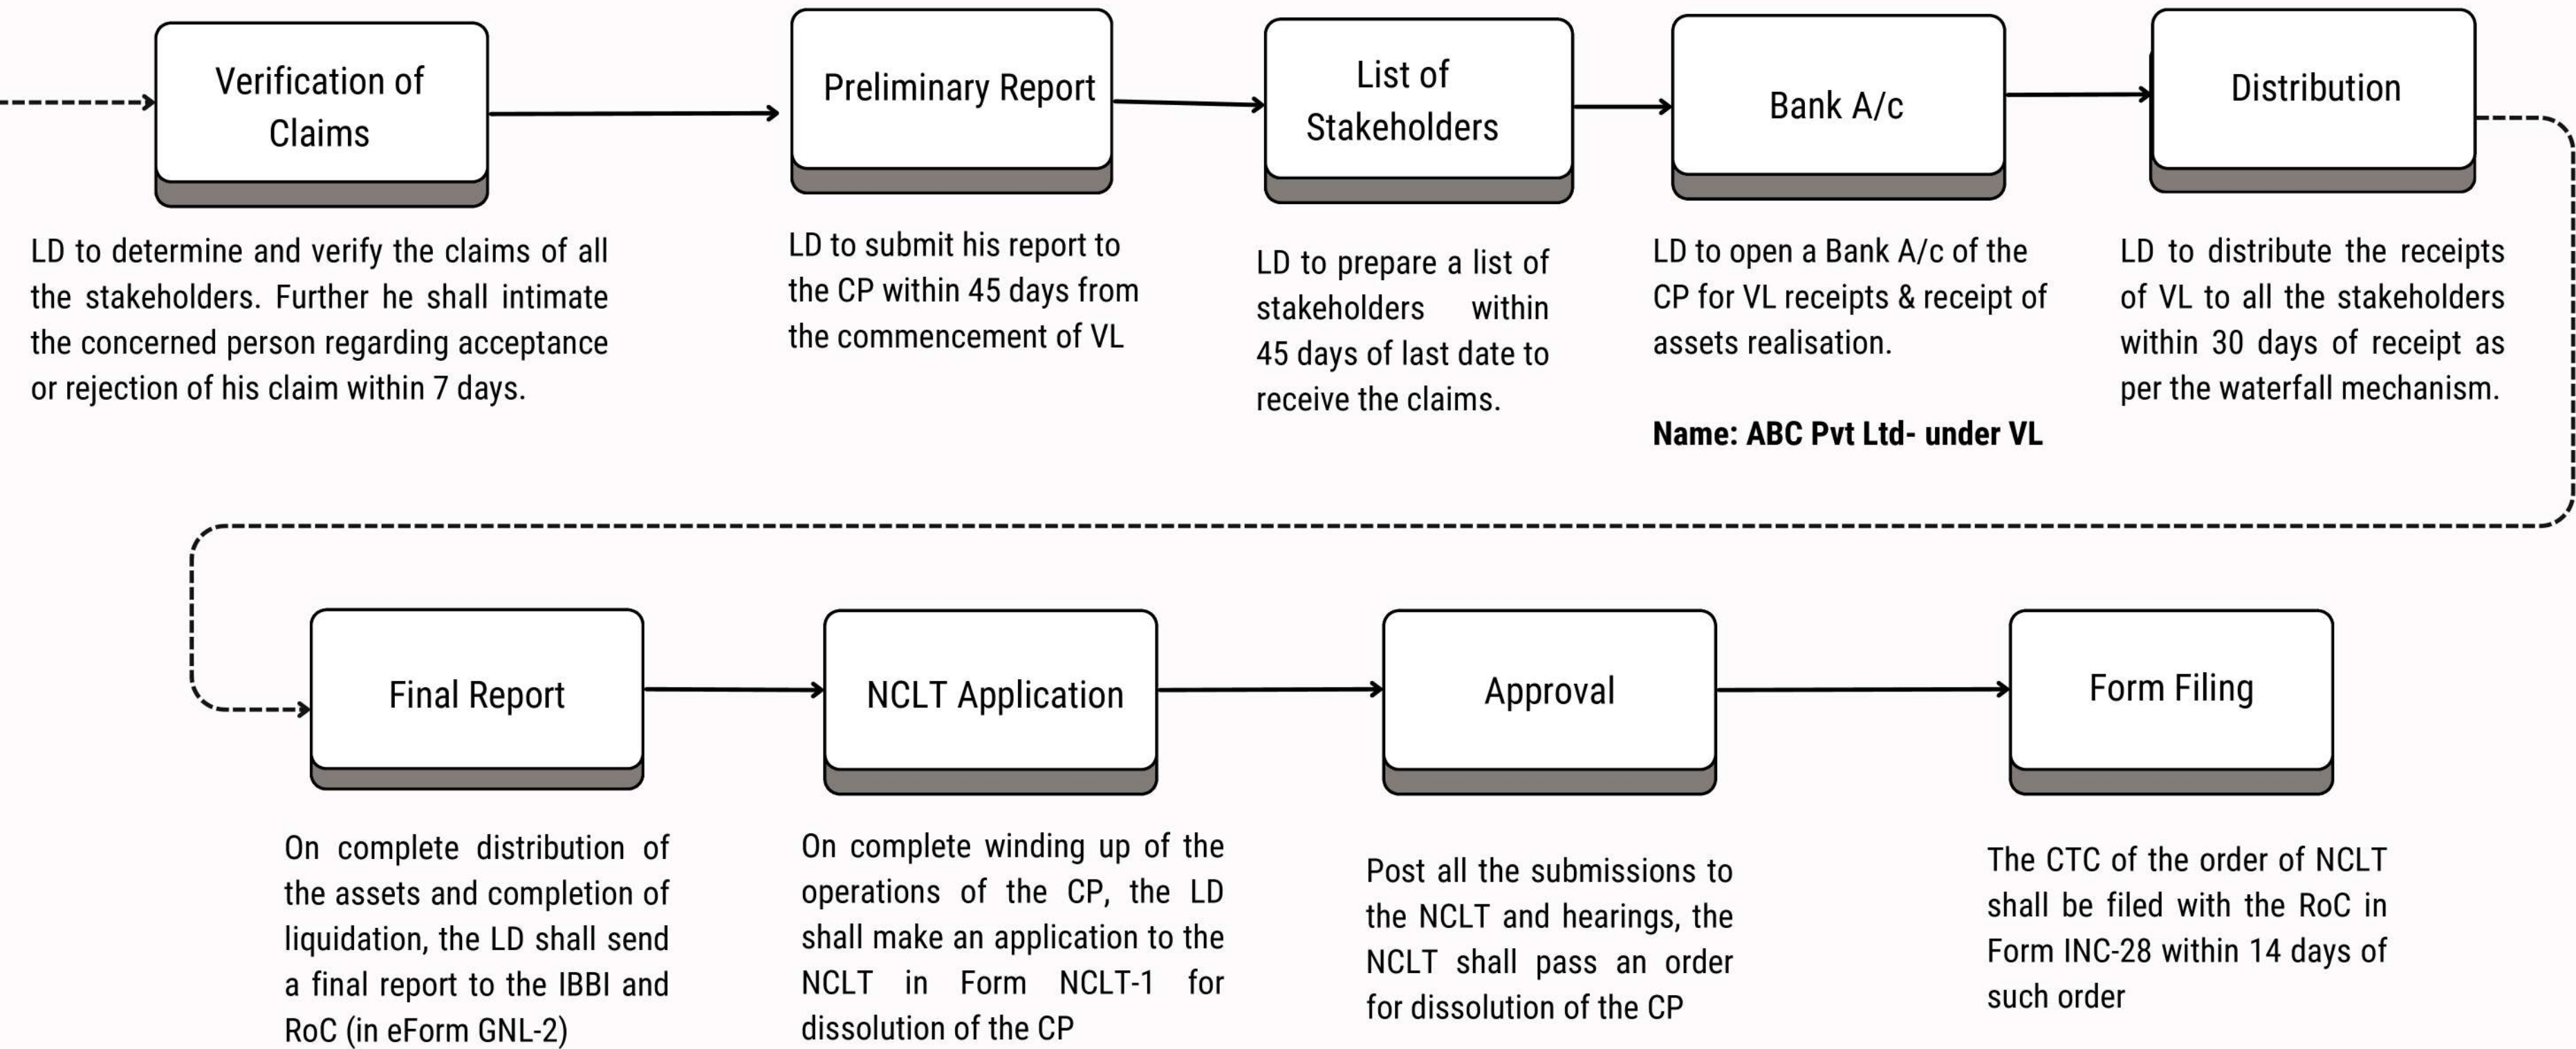 Verification of
Claims
LD to determine and verify the claims of all
the stakeholders. Further he shall intimate
the concerned person regarding acceptance
or rejection of his claim within 7 days.
Preliminary Report
LD to submit his report to
the CP within 45 days from
the commencement of VL
List of
Stakeholders
LD to prepare a list of
stakeholders within
45 days of last date to
receive the claims.
Bank A/c
LD to open a Bank A/c of the
CP for VL receipts & receipt of
assets realisation.
Name: ABC Pvt Ltd- under VL
Distribution
LD to distribute the receipts
of VL to all the stakeholders
within 30 days of receipt as
per the waterfall mechanism.
Final Report
On complete distribution of
the assets and completion of
liquidation, the LD shall send
a final report to the IBBI and
RoC (in eForm GNL-2)
NCLT Application
On complete winding up of the
operations of the CP, the LD
shall make an application to the
NCLT in Form NCLT-1 for
dissolution of the CP
Approval
Post all the submissions to
the NCLT and hearings, the
NCLT shall pass an order
for dissolution of the CP
Form Filing
The CTC of the order of NCLT
shall be filed with the RoC in
Form INC-28 within 14 days of
such order